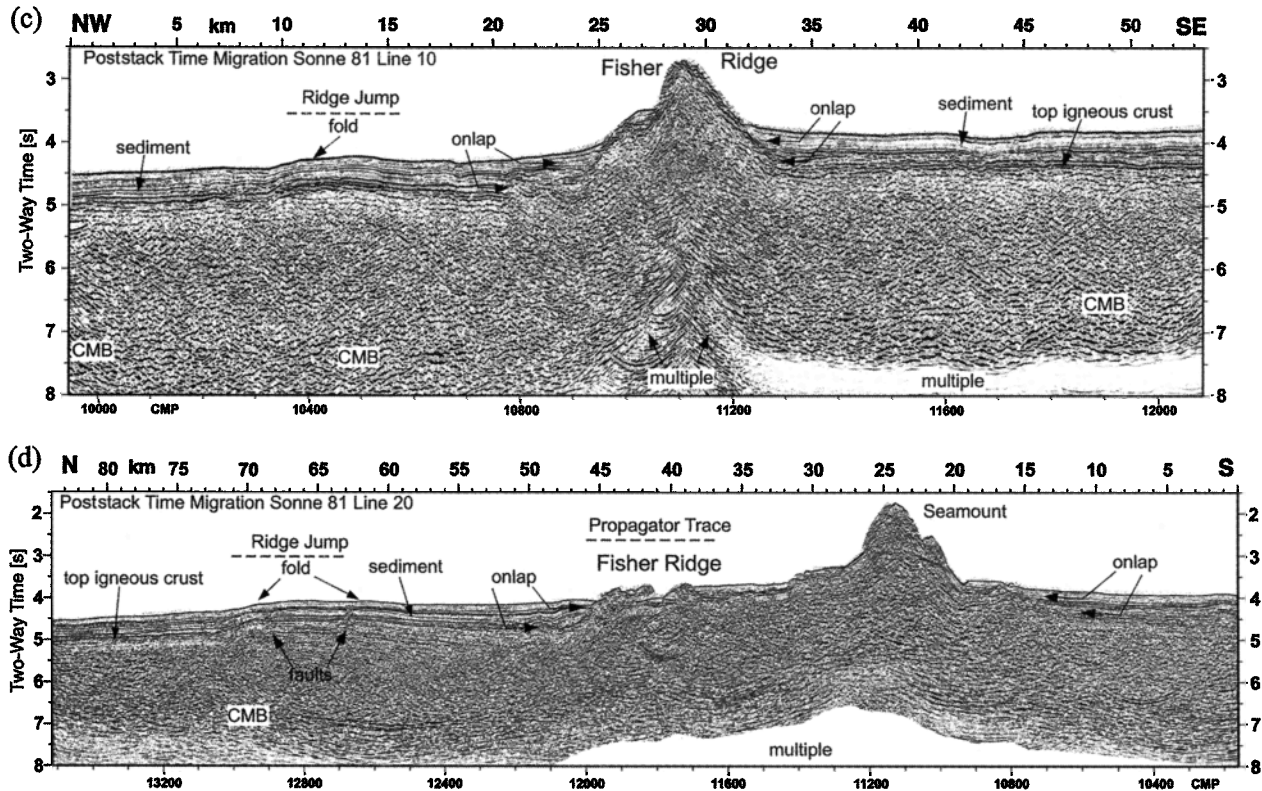 (c) NW 5 km 10 15 20 25 30 35 40 45 50 SE
Poststack Time Migration Sonne 81 Line 10
Fisher Ridge
Ridge Jump
fold
sediment
onlap
onlap
sediment
top igneous crust
3 3
4 4
5 5
6 6
7 7
8 8
Two-Way Time [s]
CMB
CMB
CMB
multiple
multiple
10000 CMP 10400 10800 11200 11600 12000
(d) N 80 km 75 70 65 60 55 50 45 40 35 30 25 20 15 10 5 S
Poststack Time Migration Sonne 81 Line 20
Seamount
Propagator Trace
Ridge Jump
Fisher Ridge
fold
sediment
top igneous crust
onlap
onlap
faults
2 2
3 3
4 4
5 5
6 6
7 7
8 8
Two-Way Time [s]
CMB
multiple
13200 12800 12400 12000 11600 11200 10800 10400 CMP